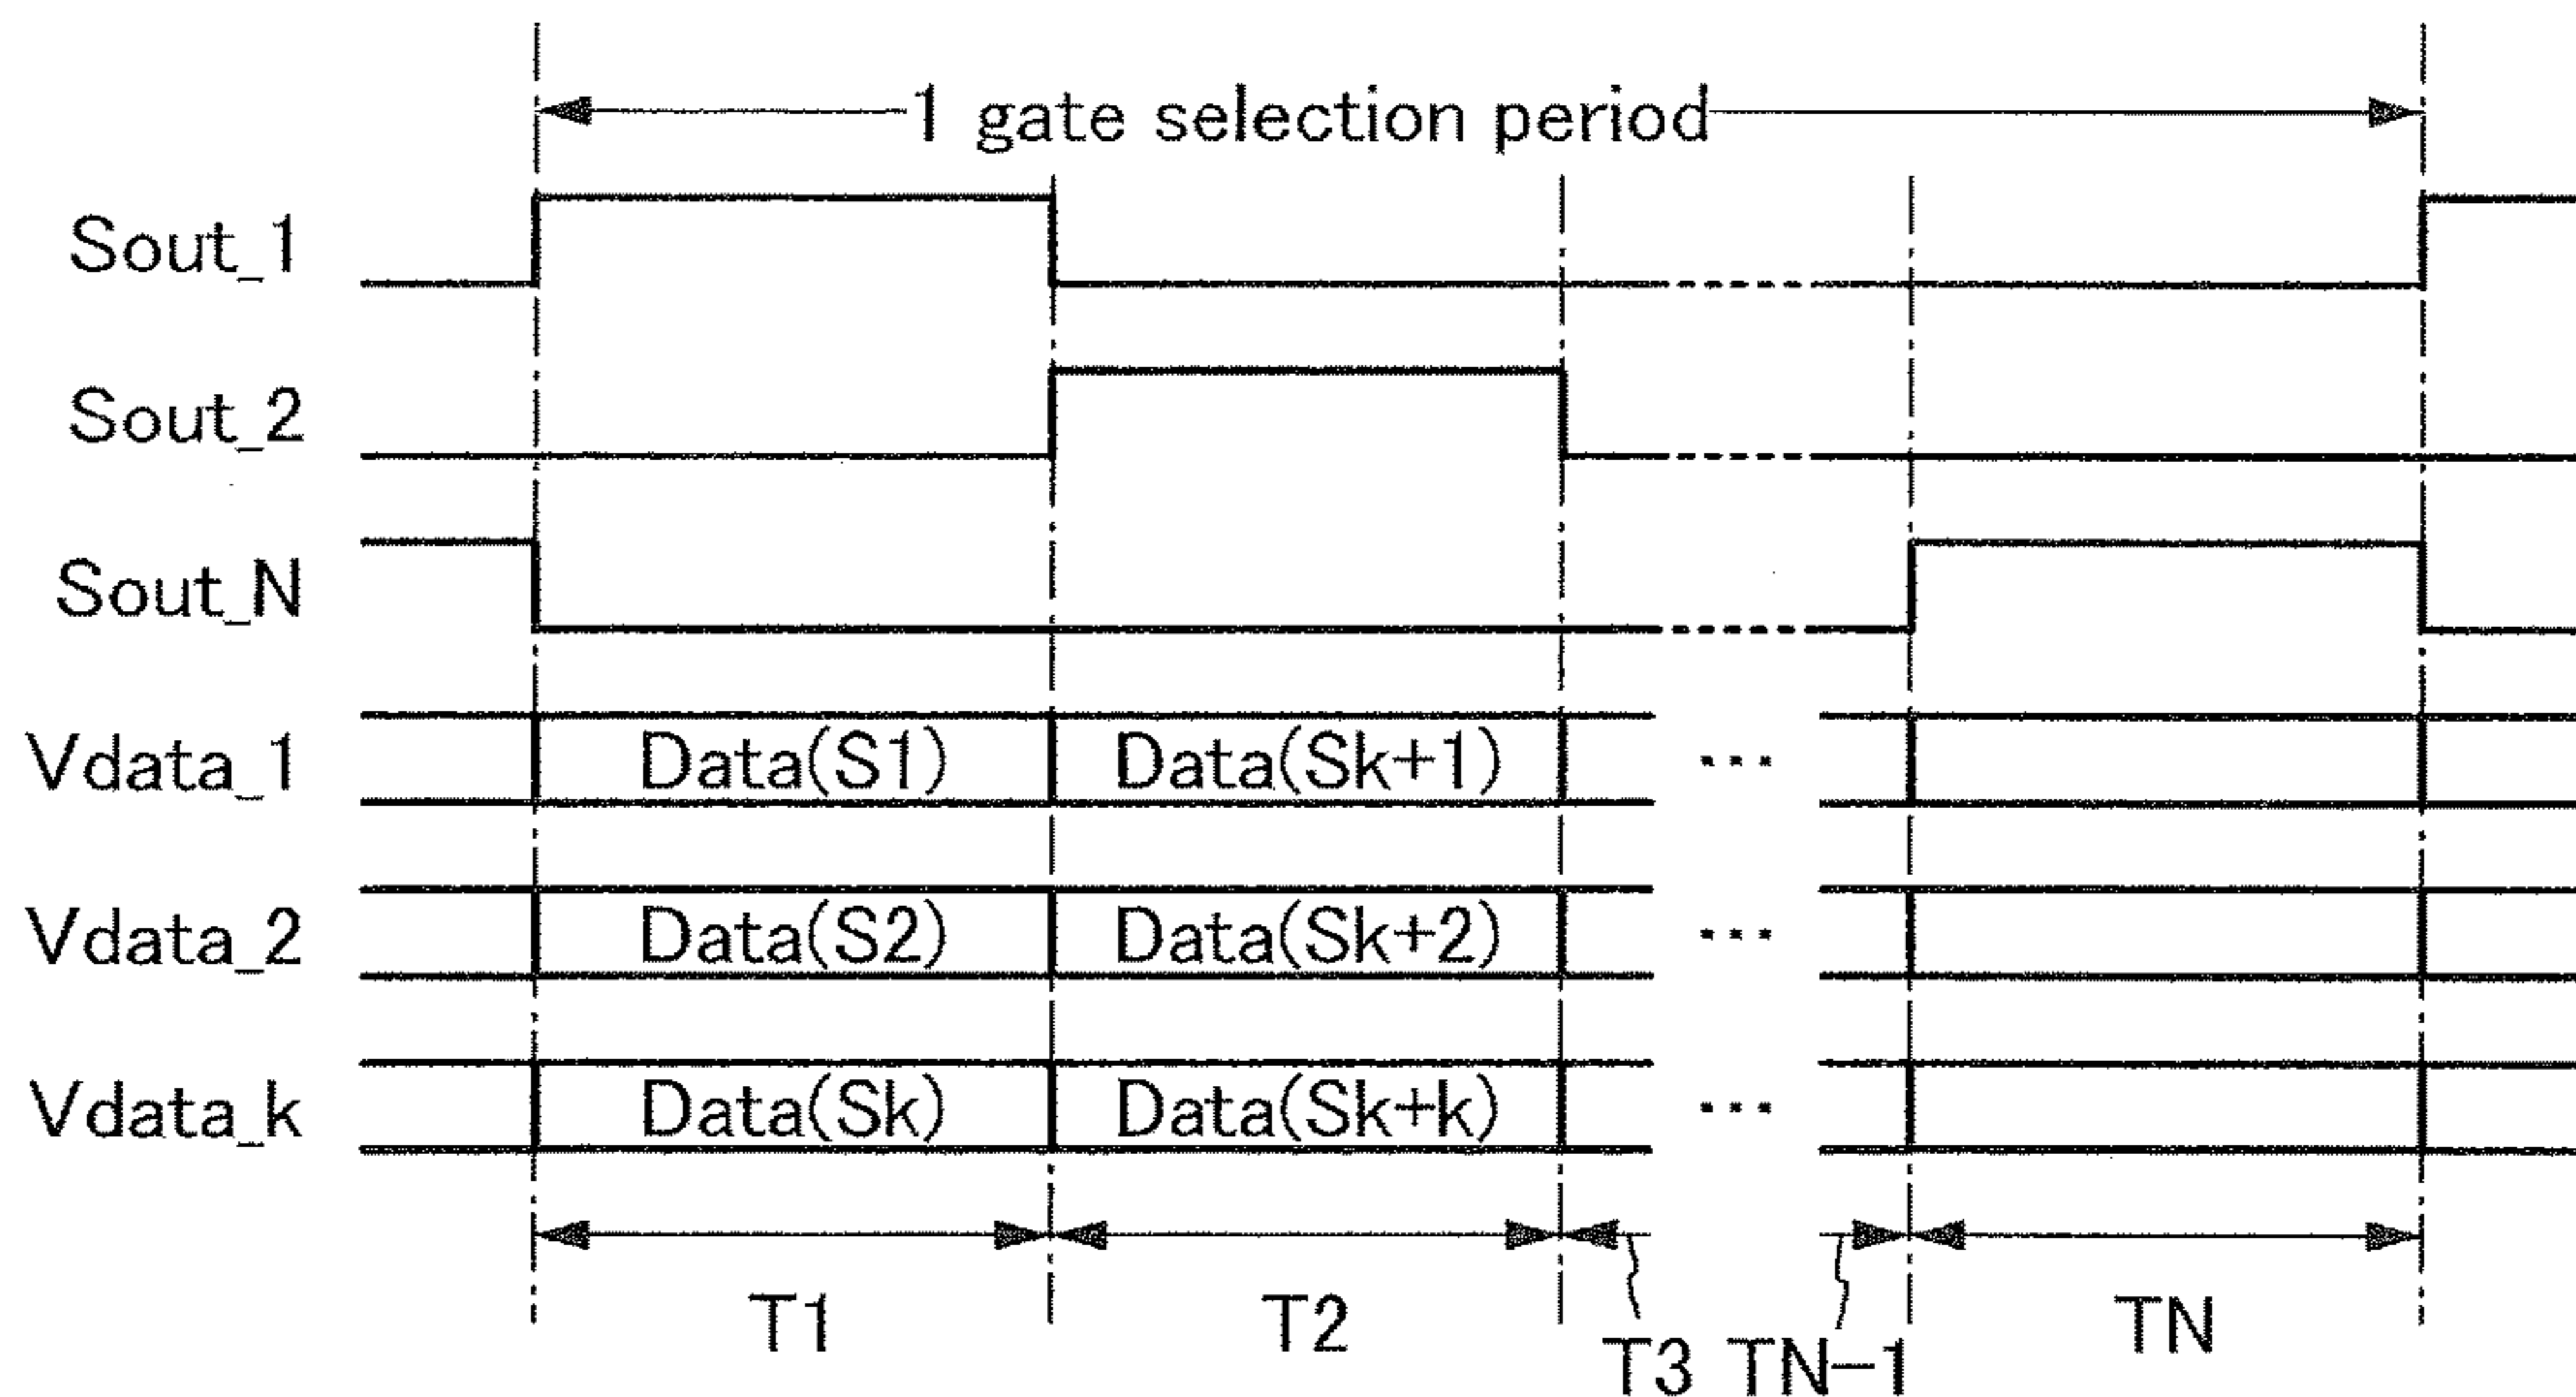 1 gate selection period
Sout_1
Sout_2
Sout_N
Vdata_1 Data(S1) Data(Sk+1) ...
Vdata_2 Data(S2) Data(Sk+2) ...
Vdata_k Data(Sk) Data(Sk+k) ...
T1 T2 T3 TN-1 TN